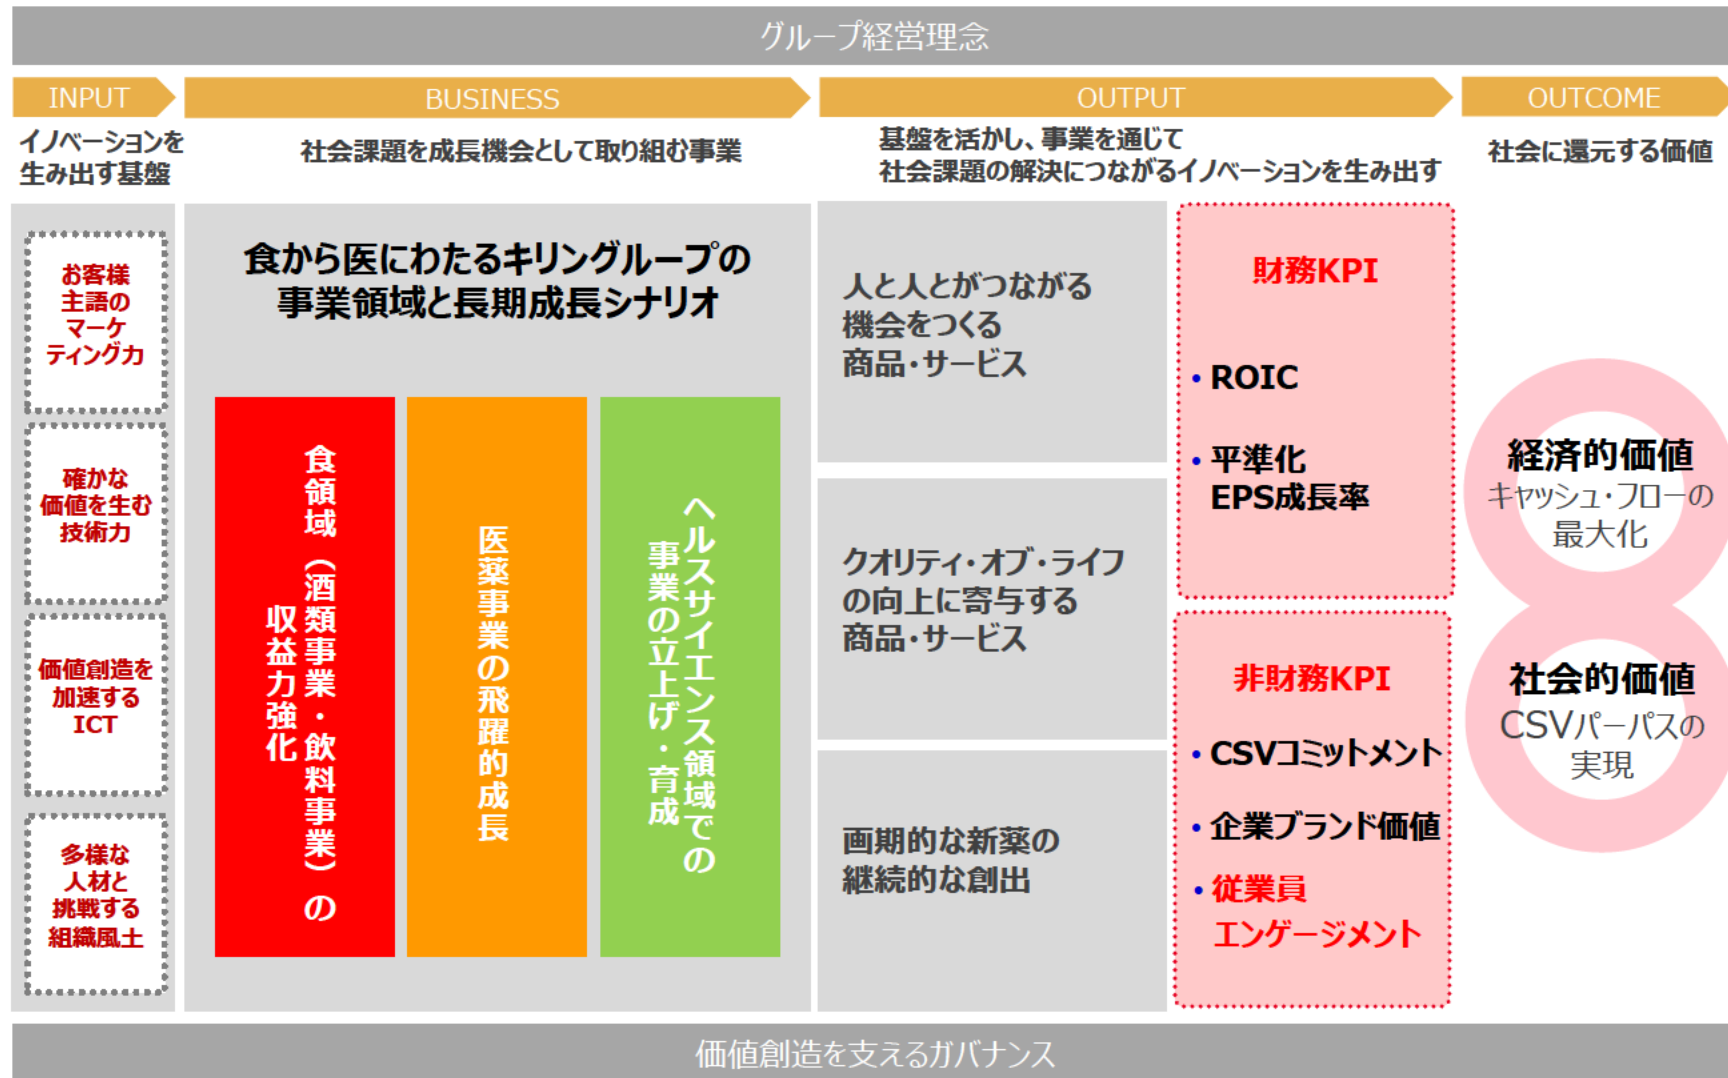 グループ経営理念
INPUT
BUSINESS
OUTPUT
OUTCOME
イノベーションを
生み出す基盤
社会課題を成長機会として取り組む事業
基盤を活かし、事業を通じて
社会課題の解決につながるイノベーションを生み出す
社会に還元する価値
お客様
主語の
マーケ
ティング力
確かな
価値を生む
技術力
価値創造を
加速する
ICT
多様な
人材と
挑戦する
組織風土
食から医にわたるキリングループの
事業領域と長期成長シナリオ
食領域（酒類事業・飲料事業）の
収益力強化
医薬事業の飛躍的成長
ヘルスサイエンス領域での
事業の立上げ・育成
人と人とがつながる
機会をつくる
商品・サービス
クオリティ・オブ・ライフ
の向上に寄与する
商品・サービス
画期的な新薬の
継続的な創出
財務KPI
・ROIC
・平準化
EPS成長率
非財務KPI
・CSVコミットメント
・企業ブランド価値
・従業員
エンゲージメント
経済的価値
キャッシュ・フローの
最大化
社会的価値
CSVパーパスの
実現
価値創造を支えるガバナンス